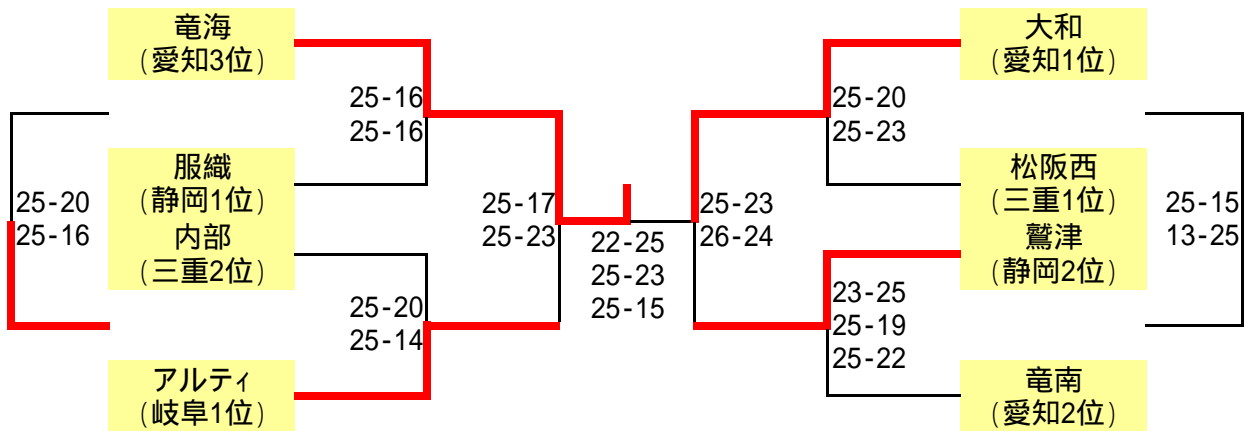 竜海
(愛知3位)
大和
(愛知1位)
25-16
25-16
25-20
25-23
服織
(静岡1位)
松阪西
(三重1位)
25-20
25-16
25-17
25-23
25-23
26-24
25-15
13-25
内部
(三重2位)
22-25
25-23
25-15
鷲津
(静岡2位)
25-20
25-14
23-25
25-19
25-22
アルティ
(岐阜1位)
竜南
(愛知2位)